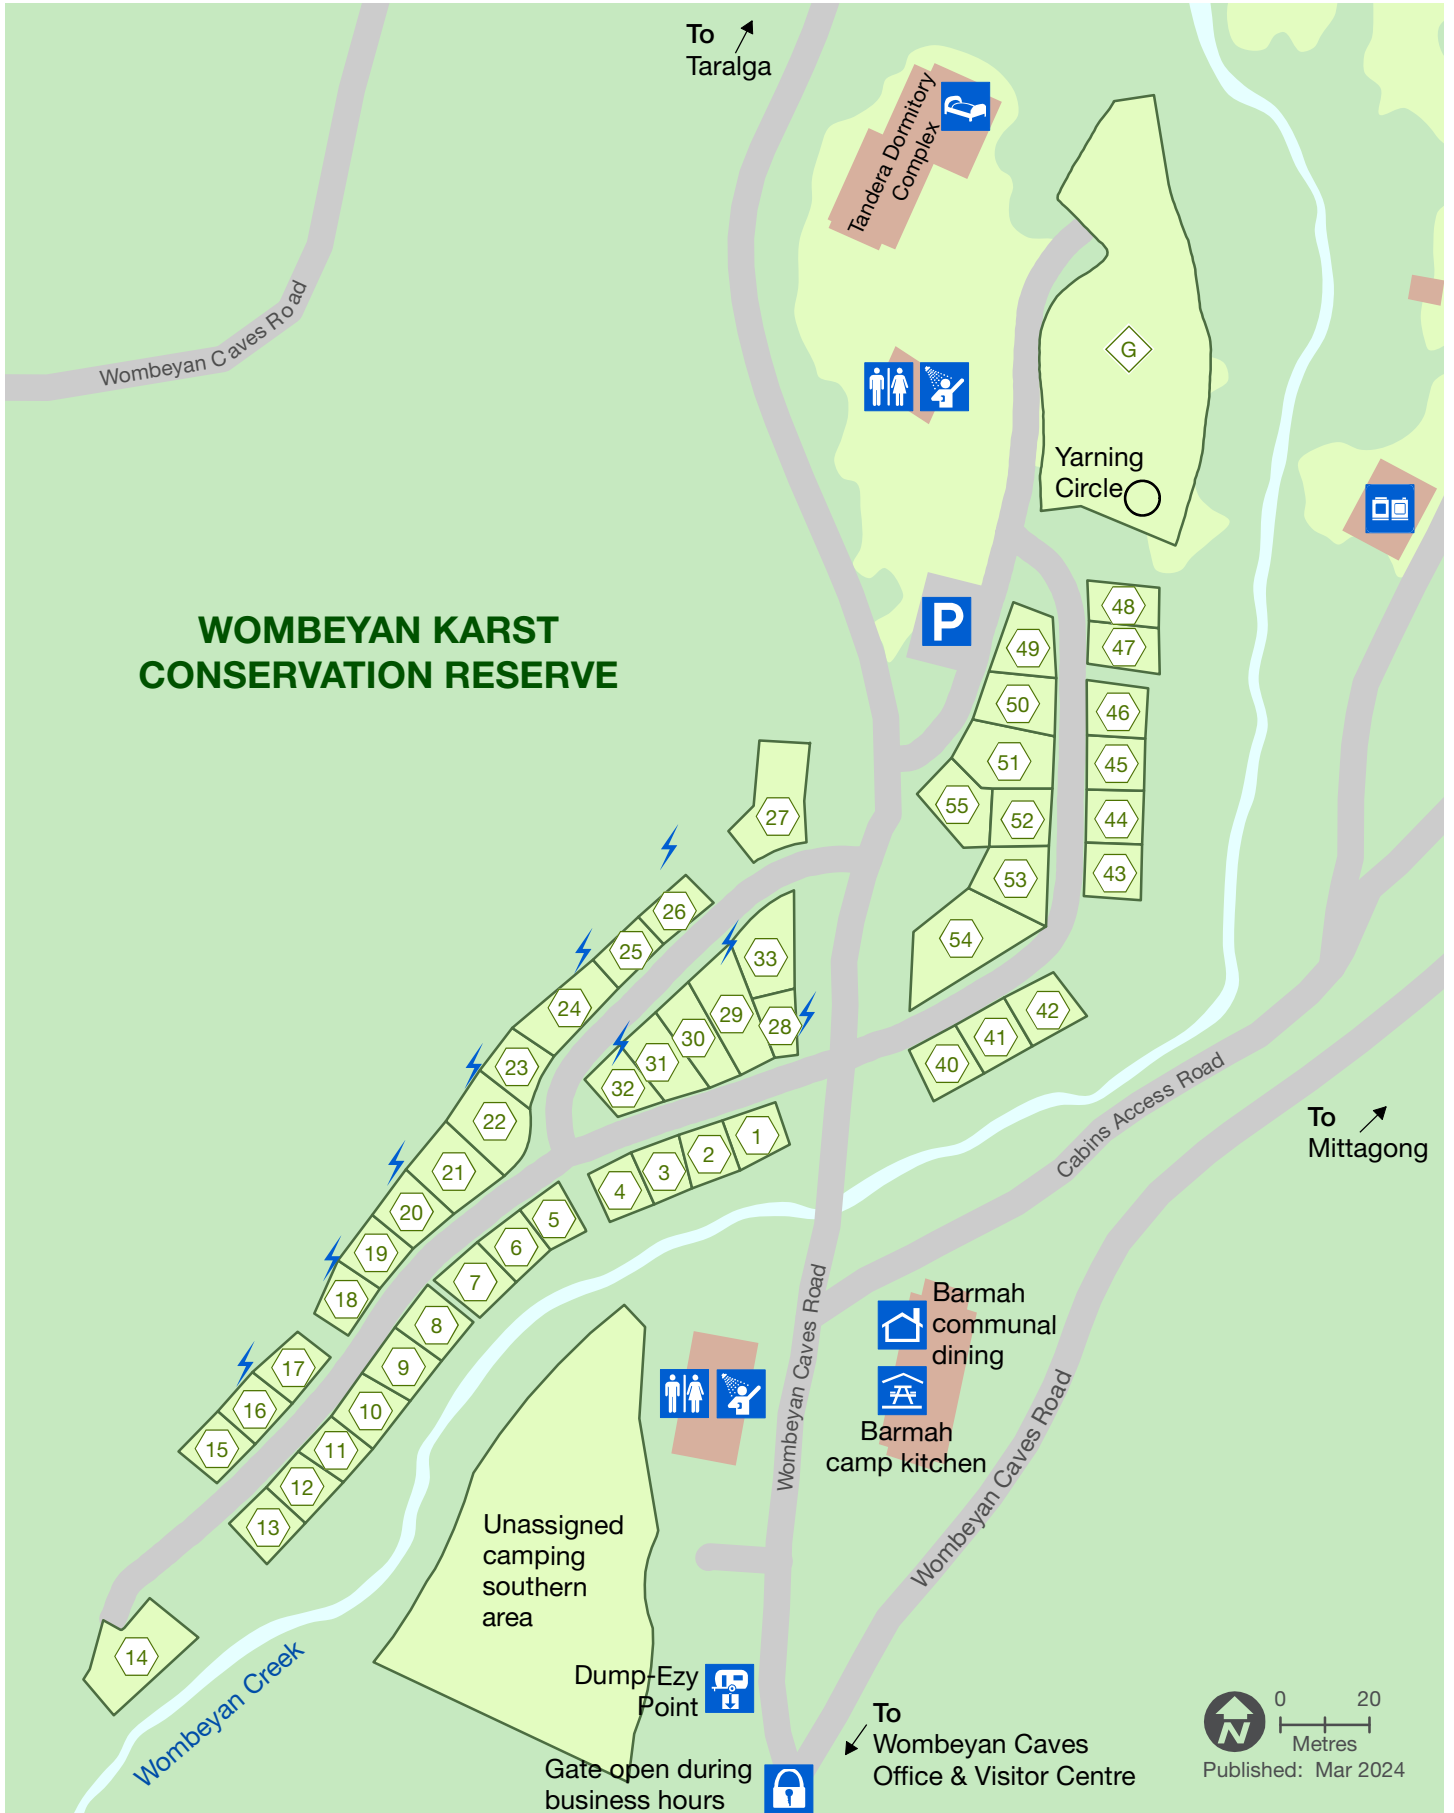 To
Taralga
Tandera Dormitory
Complex
Wombeyan Caves Road
G
Yarning
Circle
P
WOMBEYAN KARST
CONSERVATION RESERVE
48
47
49
50
46
51
45
55
52
44
27
53
43
26
54
25
33
24
29
28
42
30
41
23
31
40
32
22
1
2
3
21
4
20
5
6
19
7
18
8
17
9
16
10
15
11
12
13
14
Cabins Access Road
To
Mittagong
Wombeyan Caves Road
Barmah
communal
dining
Barmah
camp kitchen
Wombeyan Caves Road
Unassigned
camping
southern
area
Wombeyan Creek
Dump-Ezy
Point
Gate open during
business hours
To
Wombeyan Caves
Office & Visitor Centre
N
0 20
Metres
Published: Mar 2024